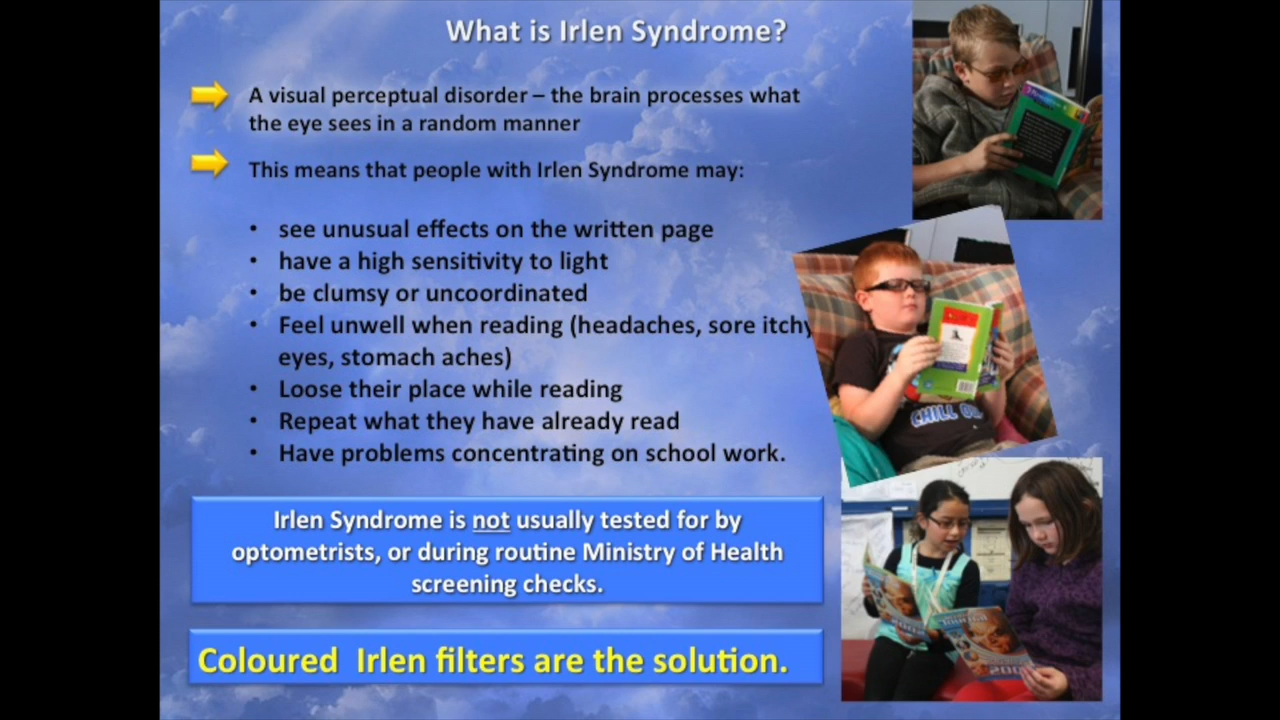 What is Irlen Syndrome?
A visual perceptual disorder – the brain processes what
the eye sees in a random manner
This means that people with Irlen Syndrome may:
• see unusual effects on the written page
• have a high sensitivity to light
• be clumsy or uncoordinated
• Feel unwell when reading (headaches, sore itchy
eyes, stomach aches)
• Loose their place while reading
• Repeat what they have already read
• Have problems concentrating on school work.
Irlen Syndrome is not usually tested for by
optometrists, or during routine Ministry of Health
screening checks.
Coloured Irlen filters are the solution.
CHILL